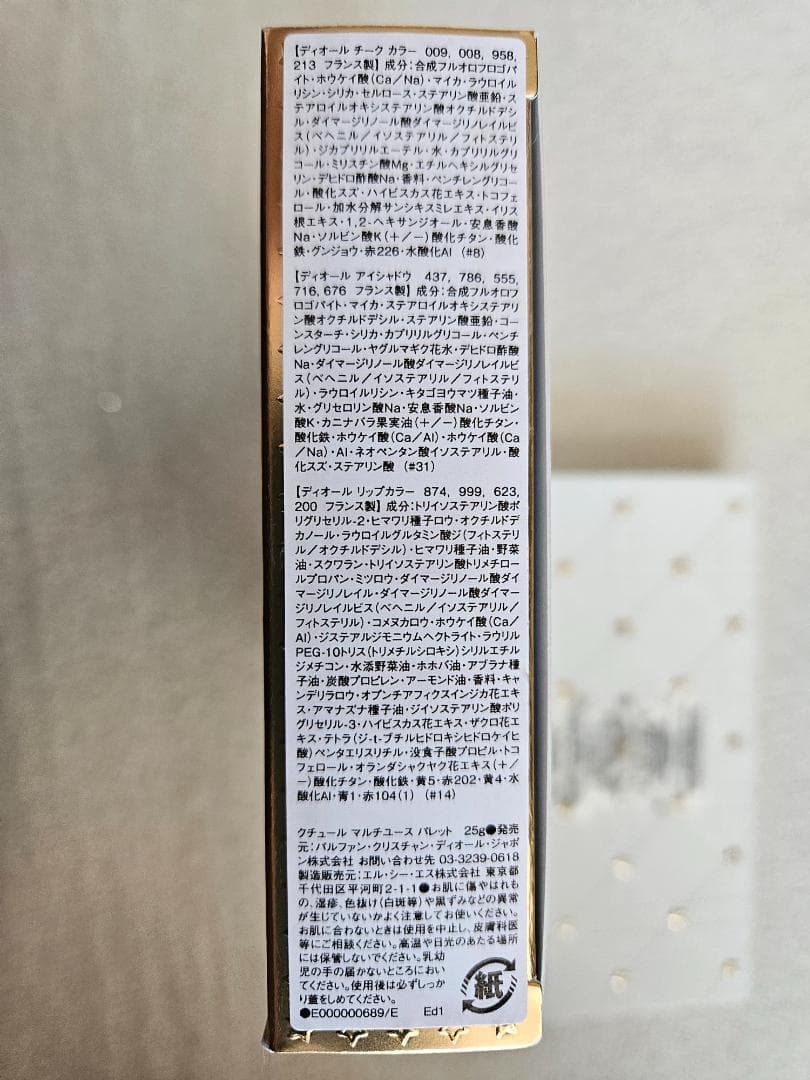 【ディオール チーク カラー 009, 008, 958,
213 フランス製】 成分:合成フルオロフロゴパ
イト・ホウケイ酸(Ca/Na)・マイカ・ラウロイル
リシン・シリカ・セルロース・ステアリン酸亜鉛・ス
テアロイルオキシステアリン酸オクチルドデシ
ル・ダイマージリノール酸ダイマージリノレイルビ
ス(ベヘニル/イソステアリル/フィトステリ
ル)・ジカプリリルエーテル・水・カプリリルグリ
コール・ミリスチン酸Mg・エチルヘキシルグリセ
リン・デヒドロ酢酸Na・香料・ペンチレングリコー
ル・酸化スズ・ハイビスカス花エキス・トコフェ
ロール・加水分解サンシキスミレエキス・イリス
根エキス・1,2-ヘキサンジオール・安息香酸
Na・ソルビン酸K(+/-)酸化チタン・酸化
鉄・グンジョウ・赤226・水酸化Al (#8)
【ディオール アイシャドウ 437, 786, 555,
716, 676 フランス製】 成分:合成フルオロフ
ロゴパイト・マイカ・ステアロイルオキシステアリ
ン酸オクチルドデシル・ステアリン酸亜鉛・コー
ンスターチ・シリカ・カプリリルグリコール・ペンチ
レングリコール・ヤグルマギク花水・デヒドロ酢酸
Na・ダイマージリノール酸ダイマージリノレイルビ
ス(ベヘニル/イソステアリル/フィトステリ
ル)・ラウロイルリシン・キタゴヨウマツ種子油・
水・グリセロリン酸Na・安息香酸Na・ソルビン
酸K・カニナバラ果実油(+/-)酸化チタン・
酸化鉄・ホウケイ酸(Ca/Al)・ホウケイ酸(Ca
/Na)・Al・ネオペンタン酸イソステアリル・酸
化スズ・ステアリン酸 (#31)
【ディオール リップカラー 874, 999, 623,
200 フランス製】 成分:トリイソステアリン酸ポ
リグリセリル-2・ヒマワリ種子ロウ・オクチルドデ
カノール・ラウロイルグルタミン酸ジ(フィトステリ
ル/オクチルドデシル)・ヒマワリ種子油・野菜
油・スクワラン・トリイソステアリン酸トリメチロー
ルプロパン・ミツロウ・ダイマージリノール酸ダイ
マージリノレイル・ダイマージリノール酸ダイマー
ジリノレイルビス(ベヘニル/イソステアリル/
フィトステリル)・コメヌカロウ・ホウケイ酸(Ca/
Al)・ジステアルジモニウムヘクトライト・ラウリル
PEG-10トリス(トリメチルシロキシ)シリルエチル
ジメチコン・水添野菜油・ホホバ油・アブラナ種
子油・炭酸プロピレン・アーモンド油・香料・キャン
デリラロウ・オプンチアフィクスインジカ花エキ
ス・アマナズナ種子油・ジイソステアリン酸ポリ
グリセリル-3・ハイビスカス花エキス・ザクロ花エ
キス・テトラ(ジ-t-ブチルヒドロキシヒドロケイヒ
酸)ペンタエリスリチル・没食子酸プロピル・トコ
フェロール・オランダシャクヤク花エキス(+/
-)酸化チタン・酸化鉄・黄5・赤202・黄4・水
酸化Al・青1・赤104(1) (#14)
クチュール マルチユース パレット 25g●発売
元:パルファン・クリスチャン・ディオール・ジャポ
ン株式会社 お問い合わせ先 03-3239-0618
製造販売元:エル・シー・エス株式会社 東京都
千代田区平河町2-1-1●お肌に傷やはれも
の、湿疹、色抜け(白斑等)や黒ずみなどの異常
が生じていないかよく注意してお使いください。
お肌に合わないときは使用を中止し、皮膚科医
等にご相談ください。高温や日光のあたる場所
には保管しないでください。乳幼
児の手の届かないところにおい
てください。使用後は必ずしっか
り蓋をしめてください。
紙
●E000000689/E Ed1